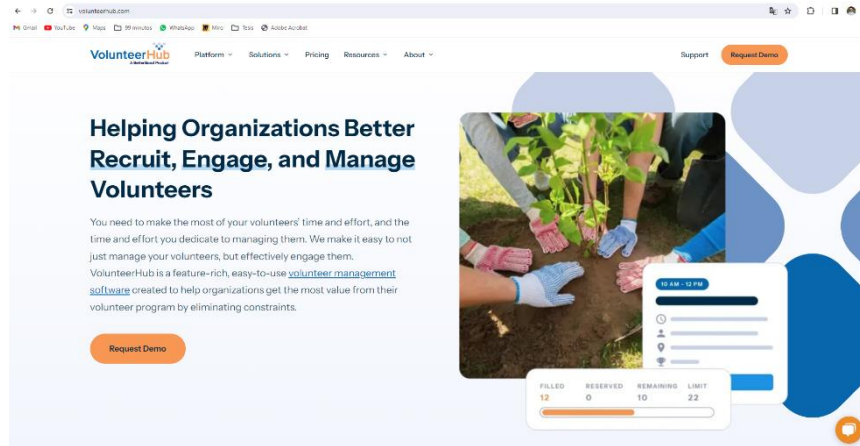 volunteerhub.com
Gmail YouTube Maps 99 minutos WhatsApp Miro Tesis Adobe Acrobat
VolunteerHub
Platform Solutions Pricing Resources About Support Request Demo
Helping Organizations Better
Recruit, Engage, and Manage
Volunteers
You need to make the most of your volunteers' time and effort, and the
time and effort you dedicate to managing them. We make it easy to not
just manage your volunteers, but effectively engage them.
VolunteerHub is a feature-rich, easy-to-use volunteer management
software created to help organizations get the most value from their
volunteer program by eliminating constraints.
Request Demo
10 AM - 12 PM
FILLED RESERVED REMAINING LIMIT
12 0 10 22